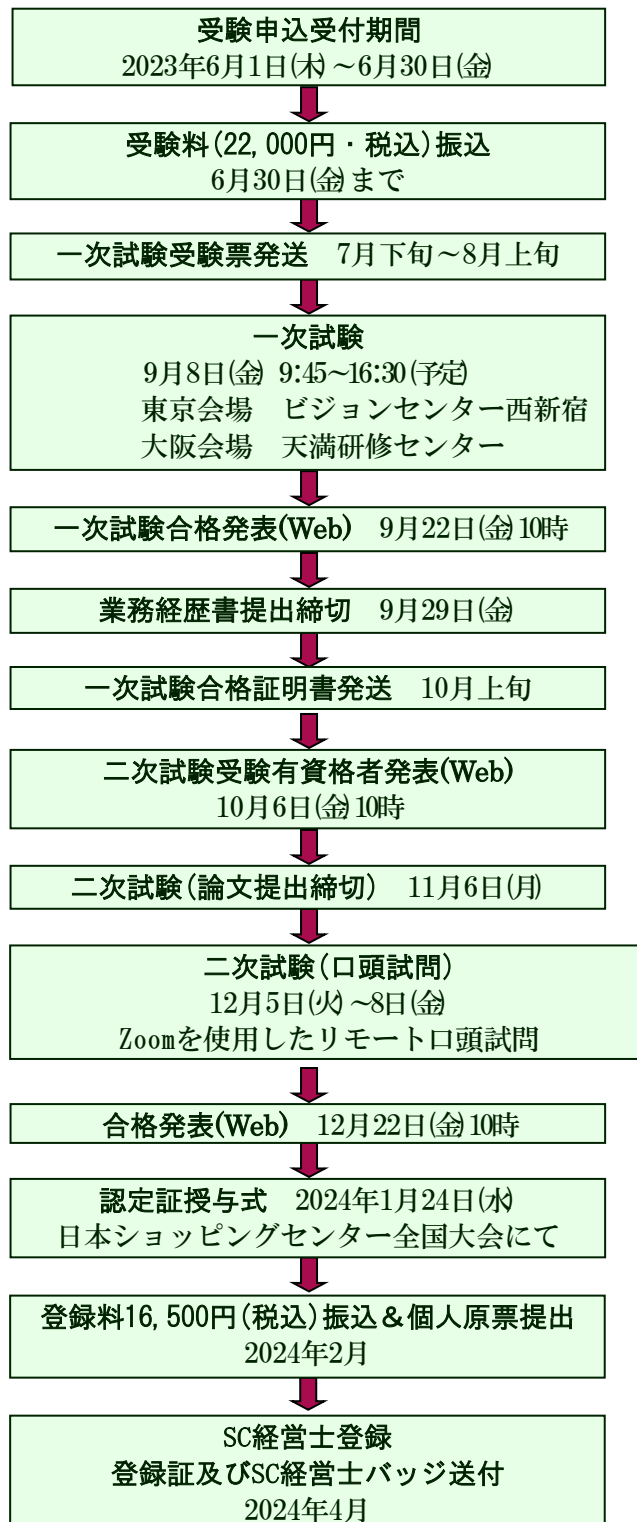 受験申込受付期間
2023年6月1日(木)～6月30日(金)
受験料(22,000円・税込)振込
6月30日(金)まで
一次試験受験票発送　7月下旬～8月上旬
一次試験
9月8日(金) 9:45～16:30(予定)
東京会場　ビジョンセンター西新宿
大阪会場　天満研修センター
一次試験合格発表(Web)　9月22日(金)10時
業務経歴書提出締切　9月29日(金)
一次試験合格証明書発送　10月上旬
二次試験受験有資格者発表(Web)
10月6日(金)10時
二次試験(論文提出締切)　11月6日(月)
二次試験(口頭試問)
12月5日(火)～8日(金)
Zoomを使用したリモート口頭試問
合格発表(Web)　12月22日(金)10時
認定証授与式　2024年1月24日(水)
日本ショッピングセンター全国大会にて
登録料16,500円(税込)振込＆個人原票提出
2024年2月
SC経営士登録
登録証及びSC経営士バッジ送付
2024年4月